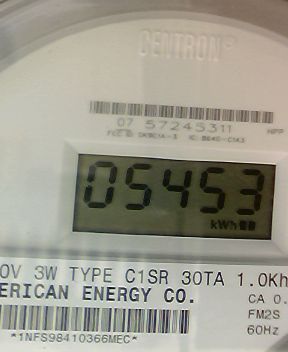 CENTRON®
07 57245311
HPP
05453
kWh
0V 3W TYPE C1SR 30TA 1.0Kh
ERICAN ENERGY CO.
CA 0.
FM2S
60Hz
*1NFS98410366MEC*